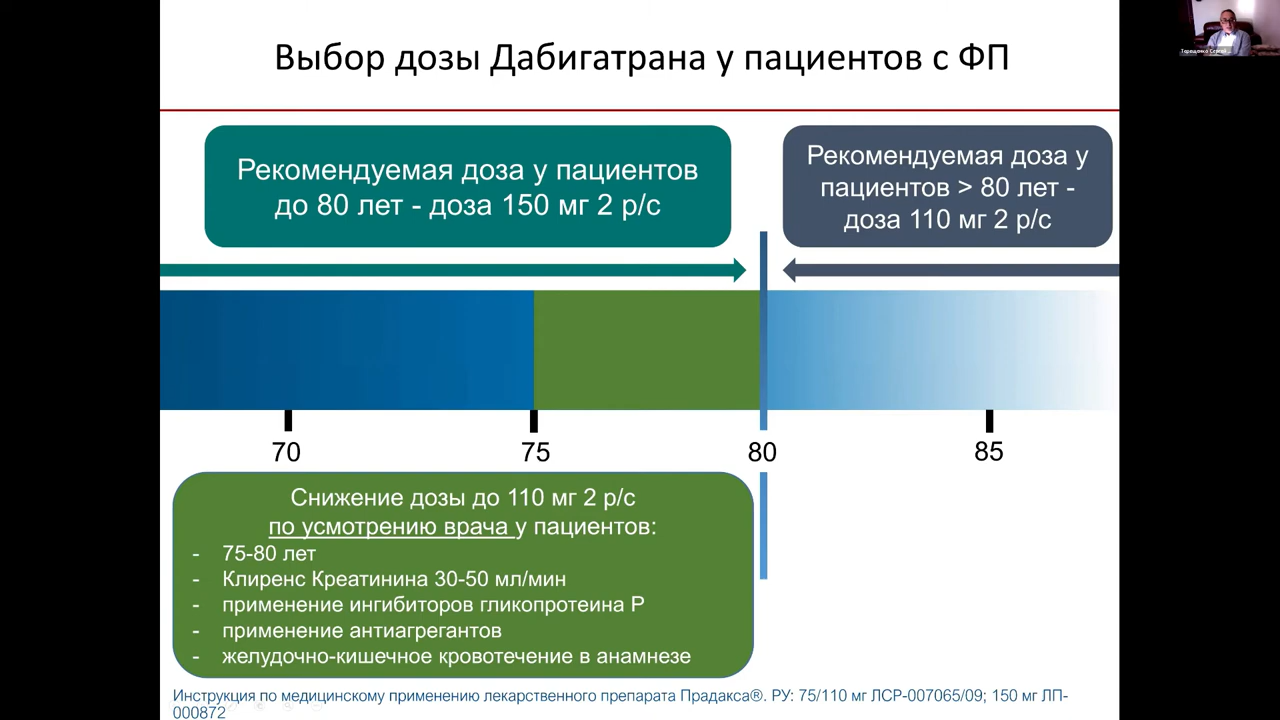 Выбор дозы Дабигатрана у пациентов с ФП
Рекомендуемая доза у пациентов
до 80 лет - доза 150 мг 2 р/с
Рекомендуемая доза у
пациентов > 80 лет -
доза 110 мг 2 р/с
70
75
80
85
Снижение дозы до 110 мг 2 р/с
по усмотрению врача у пациентов:
- 75-80 лет
- Клиренс Креатинина 30-50 мл/мин
- применение ингибиторов гликопротеина Р
- применение антиагрегантов
- желудочно-кишечное кровотечение в анамнезе
Инструкция по медицинскому применению лекарственного препарата Прадакса®. РУ: 75/110 мг ЛСР-007065/09; 150 мг ЛП-
000872
Терещенко Сергей